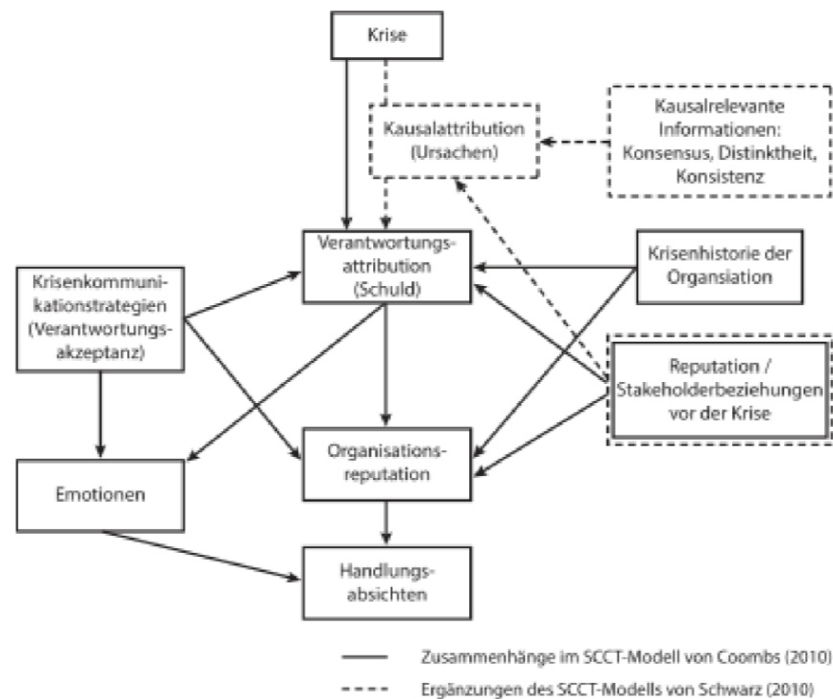 Krise
Kausalattribution
(Ursachen)
Kausalrelevante
Informationen:
Konsensus, Distinktheit,
Konsistenz
Verantwortungs-
attribution
(Schuld)
Krisenhistorie der
Organsiation
Krisenkommuni-
kationstrategien
(Verantwortungs-
akzeptanz)
Reputation /
Stakeholderbeziehungen
vor der Krise
Organisations-
reputation
Emotionen
Handlungs-
absichten
Zusammenhänge im SCCT-Modell von Coombs (2010)
Ergänzungen des SCCT-Modells von Schwarz (2010)